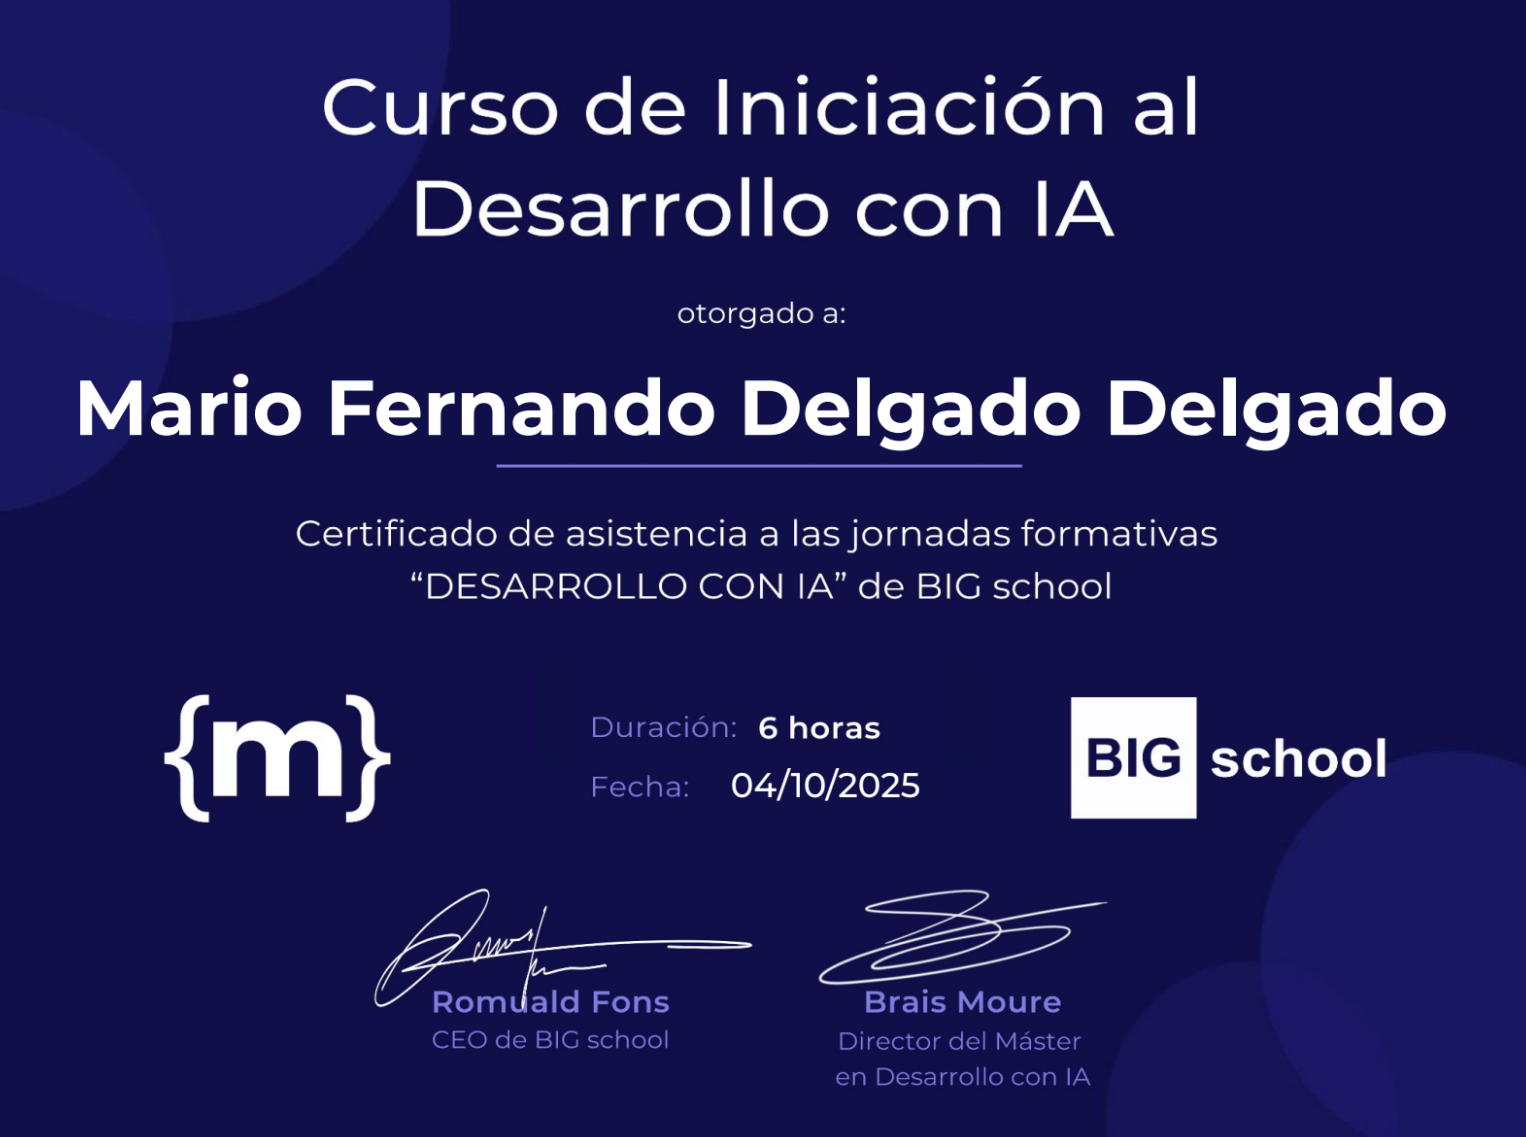 Curso de Iniciación al
Desarrollo con IA
otorgado a:
Mario Fernando Delgado Delgado
Certificado de asistencia a las jornadas formativas
“DESARROLLO CON IA” de BIG school
{m}
Duración: 6 horas
Fecha: 04/10/2025
BIG school
Romuald Fons
CEO de BIG school
Brais Moure
Director del Máster
en Desarrollo con IA